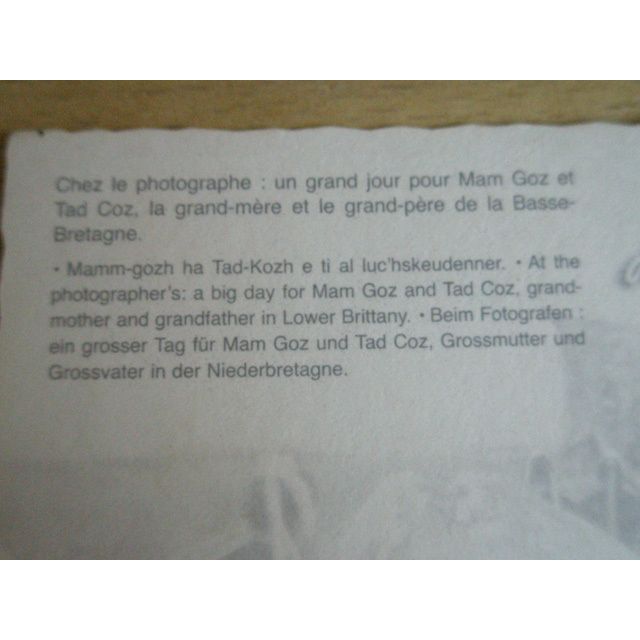 Chez le photographe : un grand jour pour Mam Goz et
Tad Coz, la grand-mère et le grand-père de la Basse-
Bretagne.
• Mamm-gozh ha Tad-Kozh e ti al luc'hskeudenner. • At the
photographer's: a big day for Mam Goz and Tad Coz, grand-
mother and grandfather in Lower Brittany. • Beim Fotografen :
ein grosser Tag für Mam Goz und Tad Coz, Grossmutter und
Grossvater in der Niederbretagne.